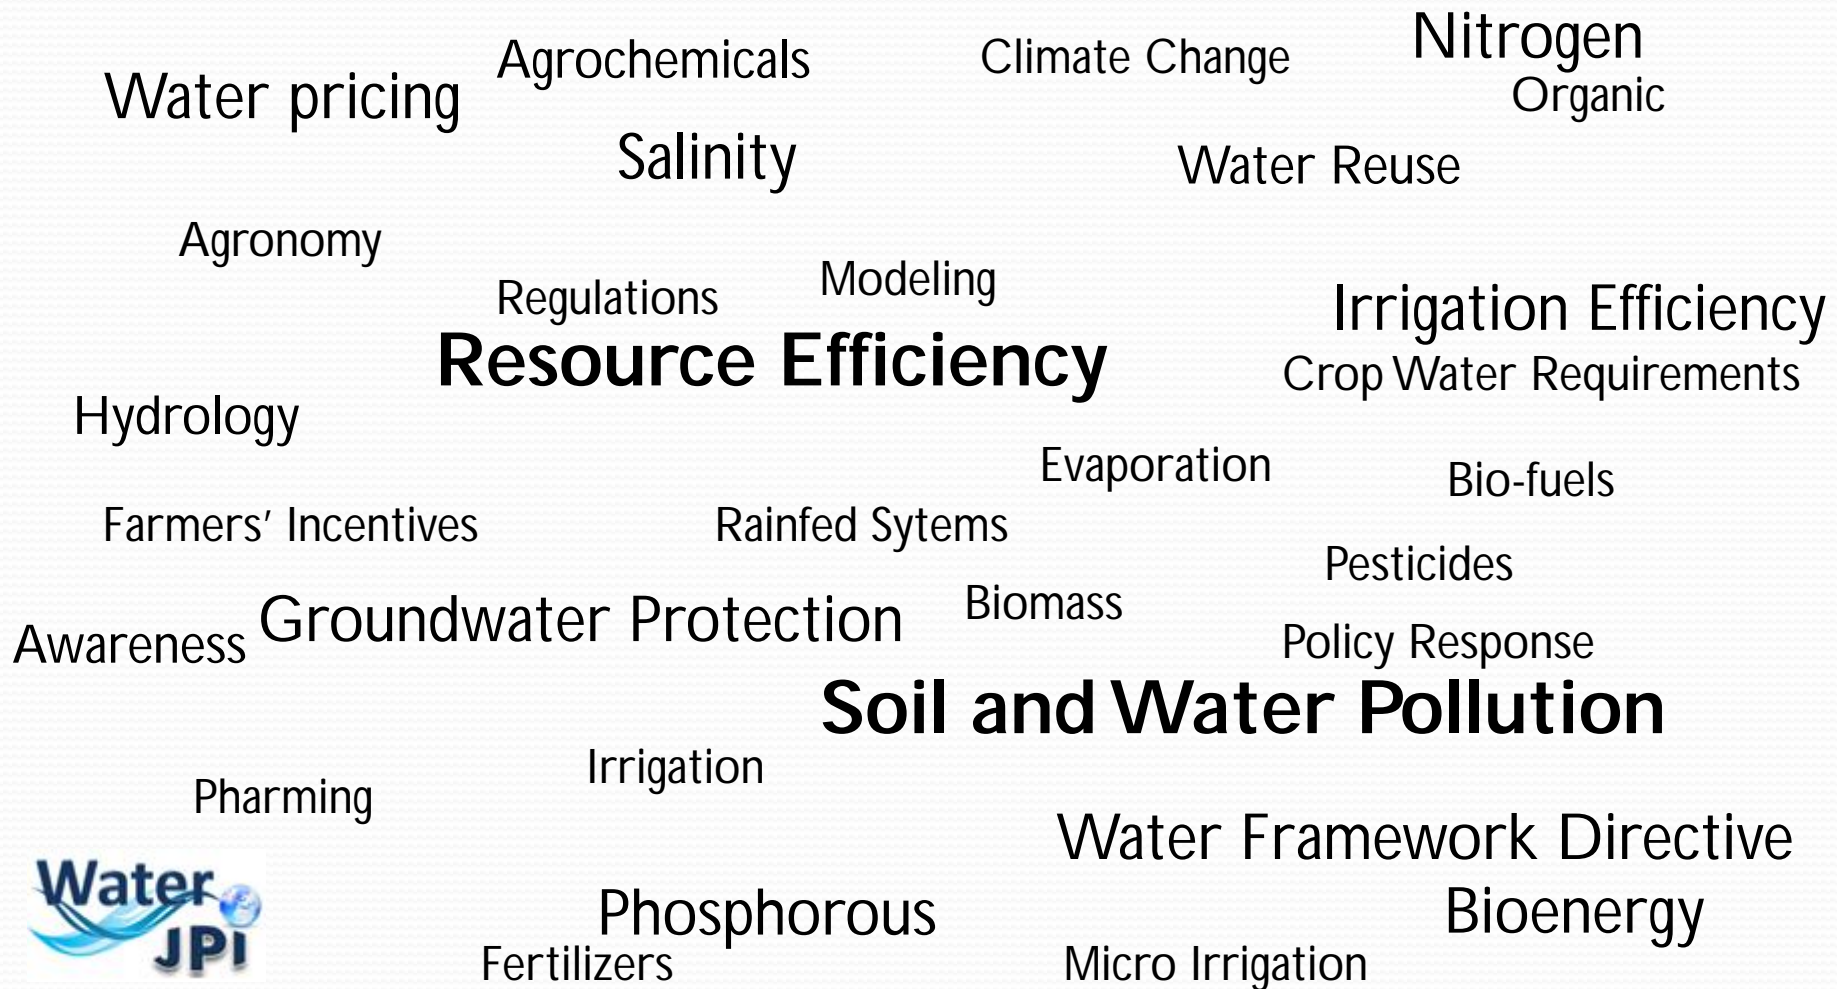 Nitrogen
Agrochemicals
Climate Change
Water pricing
Organic
Salinity
Water Reuse
Agronomy
Modeling
Regulations
Irrigation Efficiency
Resource Efficiency
Crop Water Requirements
Hydrology
Evaporation
Bio-fuels
Farmers’ Incentives
Rainfed Sytems
Pesticides
Biomass
Groundwater Protection
Awareness
Policy Response
Soil and Water Pollution
Irrigation
Pharming
Water Framework Directive
Water
JPI
Phosphorous
Bioenergy
Fertilizers
Micro Irrigation